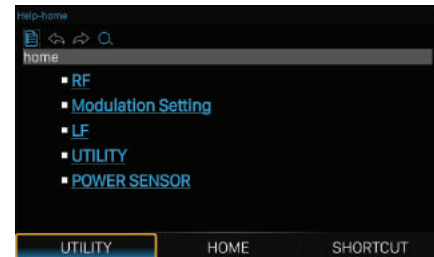 Help-home
home
RF
Modulation Setting
LF
UTILITY
POWER SENSOR
UTILITY HOME SHORTCUT